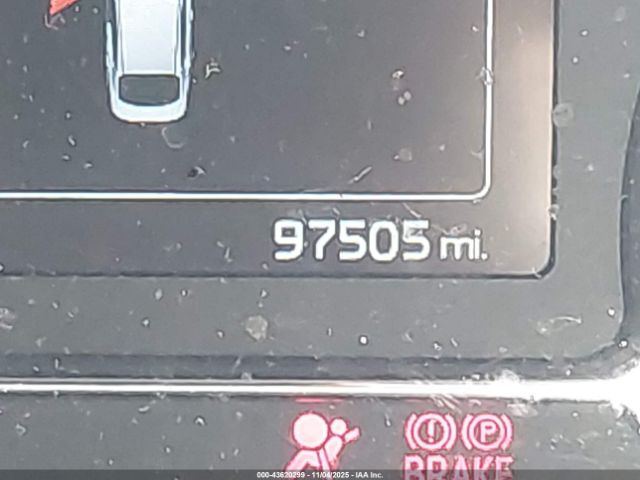 97505 mi.
(!) (P)
BRAKE
000-43620299 - 11/04/2025 - IAA Inc.